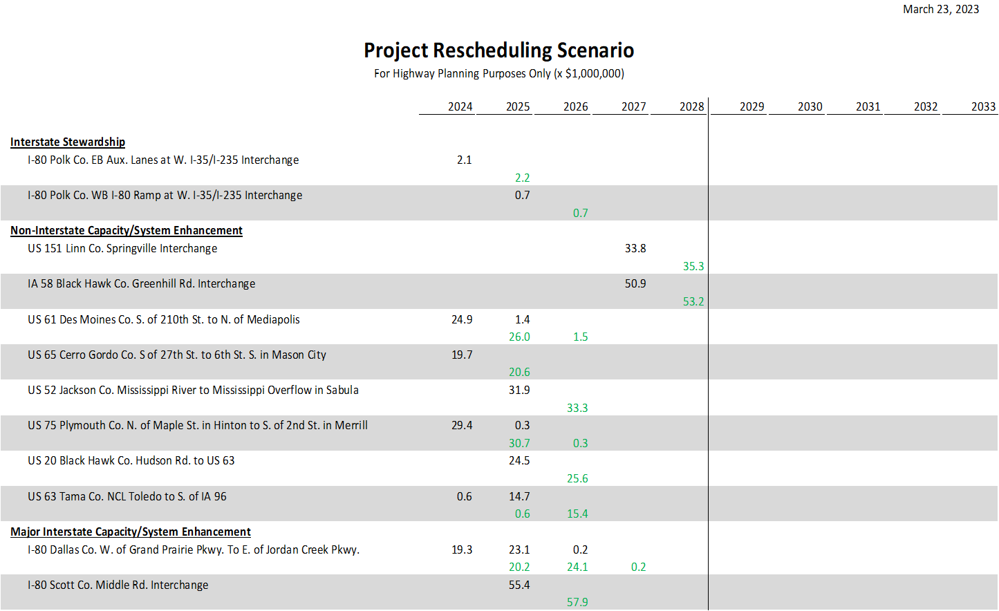 March 23, 2023
Project Rescheduling Scenario
For Highway Planning Purposes Only (x $1,000,000)
2024 2025 2026 2027 2028 2029 2030 2031 2032 2033
Interstate Stewardship
I-80 Polk Co. EB Aux. Lanes at W. I-35/I-235 Interchange 2.1
2.2
I-80 Polk Co. WB I-80 Ramp at W. I-35/I-235 Interchange 0.7
0.7
Non-Interstate Capacity/System Enhancement
US 151 Linn Co. Springville Interchange 33.8
35.3
IA 58 Black Hawk Co. Greenhill Rd. Interchange 50.9
53.2
US 61 Des Moines Co. S. of 210th St. to N. of Mediapolis 24.9 1.4
26.0 1.5
US 65 Cerro Gordo Co. S of 27th St. to 6th St. S. in Mason City 19.7
20.6
US 52 Jackson Co. Mississippi River to Mississippi Overflow in Sabula 31.9
33.3
US 75 Plymouth Co. N. of Maple St. in Hinton to S. of 2nd St. in Merrill 29.4 0.3
30.7 0.3
US 20 Black Hawk Co. Hudson Rd. to US 63 24.5
25.6
US 63 Tama Co. NCL Toledo to S. of IA 96 0.6 14.7
0.6 15.4
Major Interstate Capacity/System Enhancement
I-80 Dallas Co. W. of Grand Prairie Pkwy. To E. of Jordan Creek Pkwy. 19.3 23.1 0.2
20.2 24.1 0.2
I-80 Scott Co. Middle Rd. Interchange 55.4
57.9